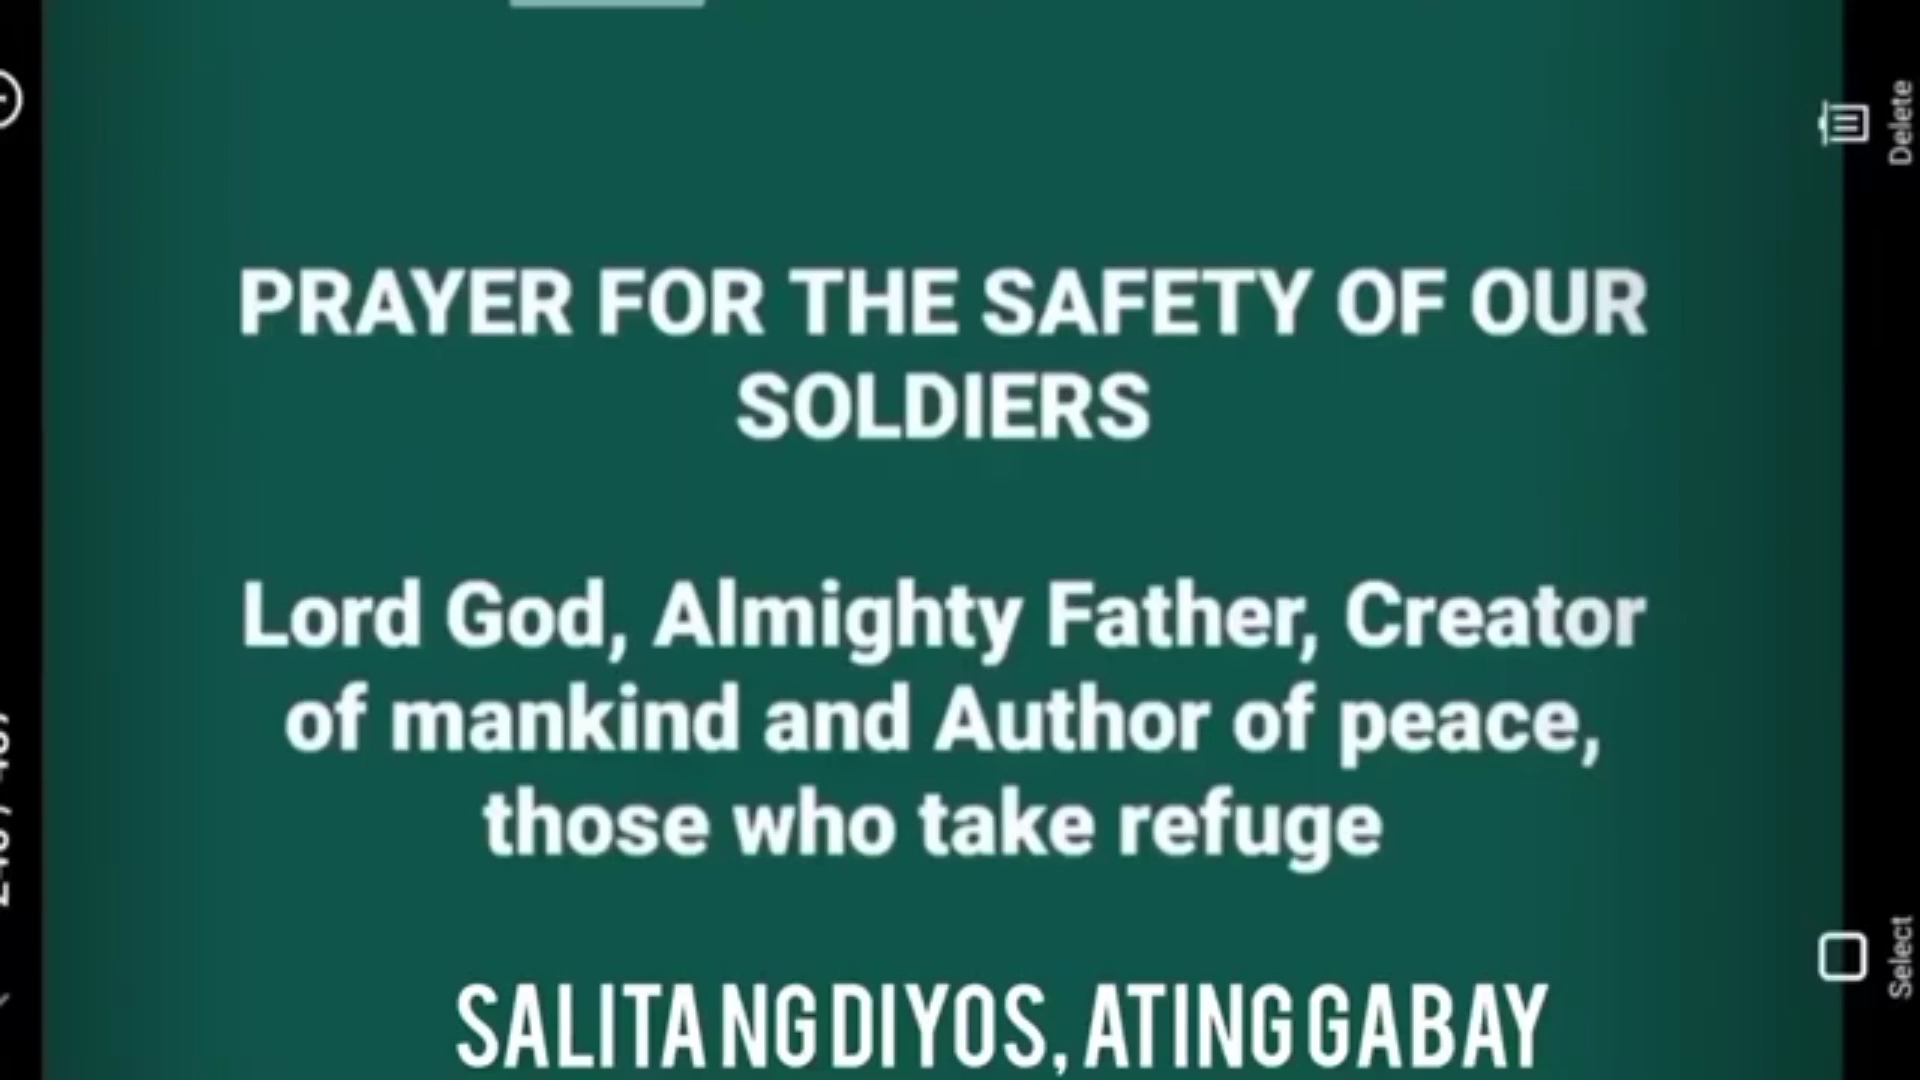 PRAYER FOR THE SAFETY OF OUR
SOLDIERS
Lord God, Almighty Father, Creator
of mankind and Author of peace,
those who take refuge
SALITA NG DIYOS, ATING GABAY
Delete
Select